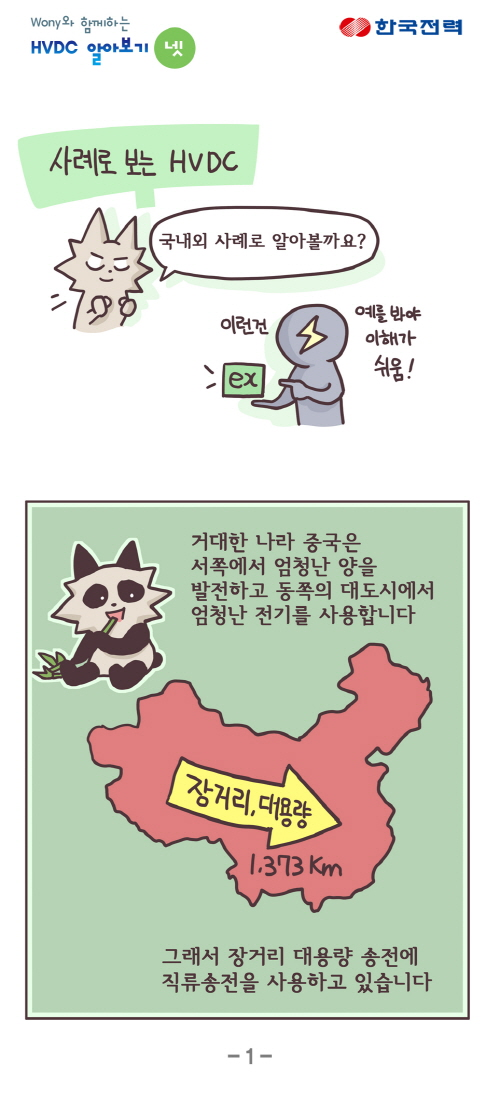 Wony와 함께하는
HVDC 알아보기 넷
한국전력
사례로 보는 HVDC
국내외 사례로 알아볼까요?
이런건
ex
예를 봐야
이해가
쉬움!
거대한 나라 중국은
서쪽에서 엄청난 양을
발전하고 동쪽의 대도시에서
엄청난 전기를 사용합니다
장거리, 대용량
1,373 Km
그래서 장거리 대용량 송전에
직류송전을 사용하고 있습니다
- 1 -